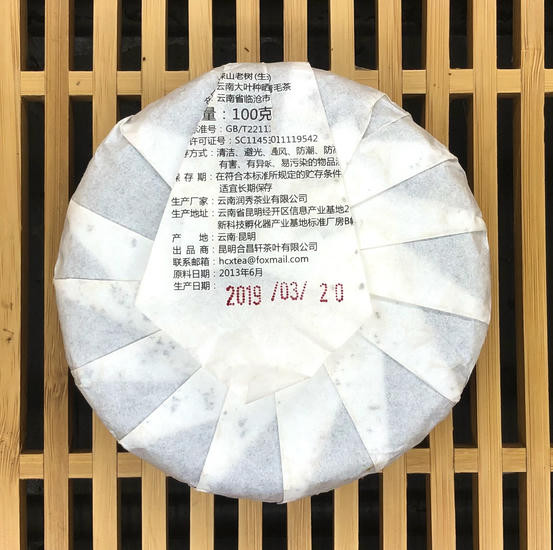 深山老树(生)
云南大叶种晒毛茶
云南省临沧市
量：100克
准号：GB/T2211
许可证号：SC11453011119542
存方式：清洁、避光、通风、防潮、防
有害、有异味、易污染的物品
保 存 期：在符合本标准所规定的贮存条件
适宜长期保存
生产厂家：云南润秀茶业有限公司
生产地址：云南省昆明经开区信息产业基地2
新科技孵化器产业基地标准厂房B
产 地：云南·昆明
出 品 商：昆明合昌轩茶叶有限公司
联系邮箱：hcxtea@foxmail.com
原料日期：2013年6月
生产日期：
2019 /03/ 20